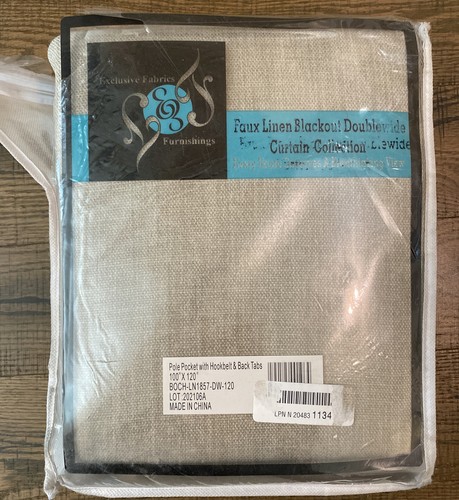 Exclusive Fabrics
&
Furnishings
Faux Linen Blackout Doublewide
Curtain Collection
Pole Pocket with Hookbelt & Back Tabs
100" X 120"
BOCH-LN1857-DW-120
LOT :202106A
MADE IN CHINA
LPN N 20483 1134